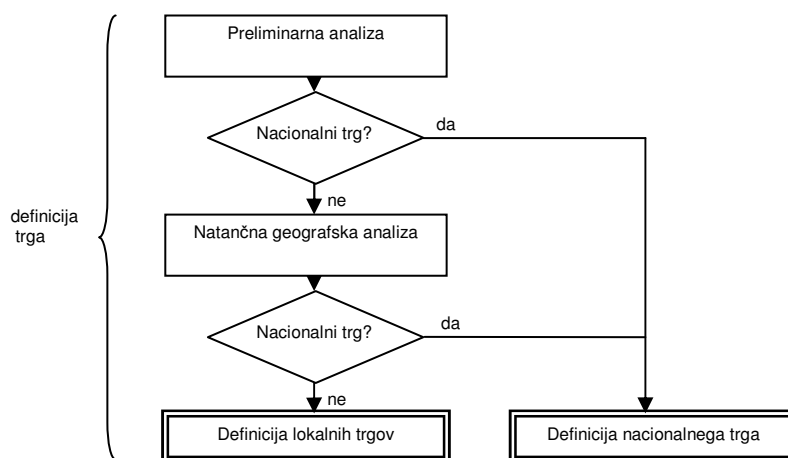 Preliminarna analiza
Nacionalni trg?
da
ne
definicija
trga
Natančna geografska analiza
Nacionalni trg?
da
ne
Definicija lokalnih trgov
Definicija nacionalnega trga